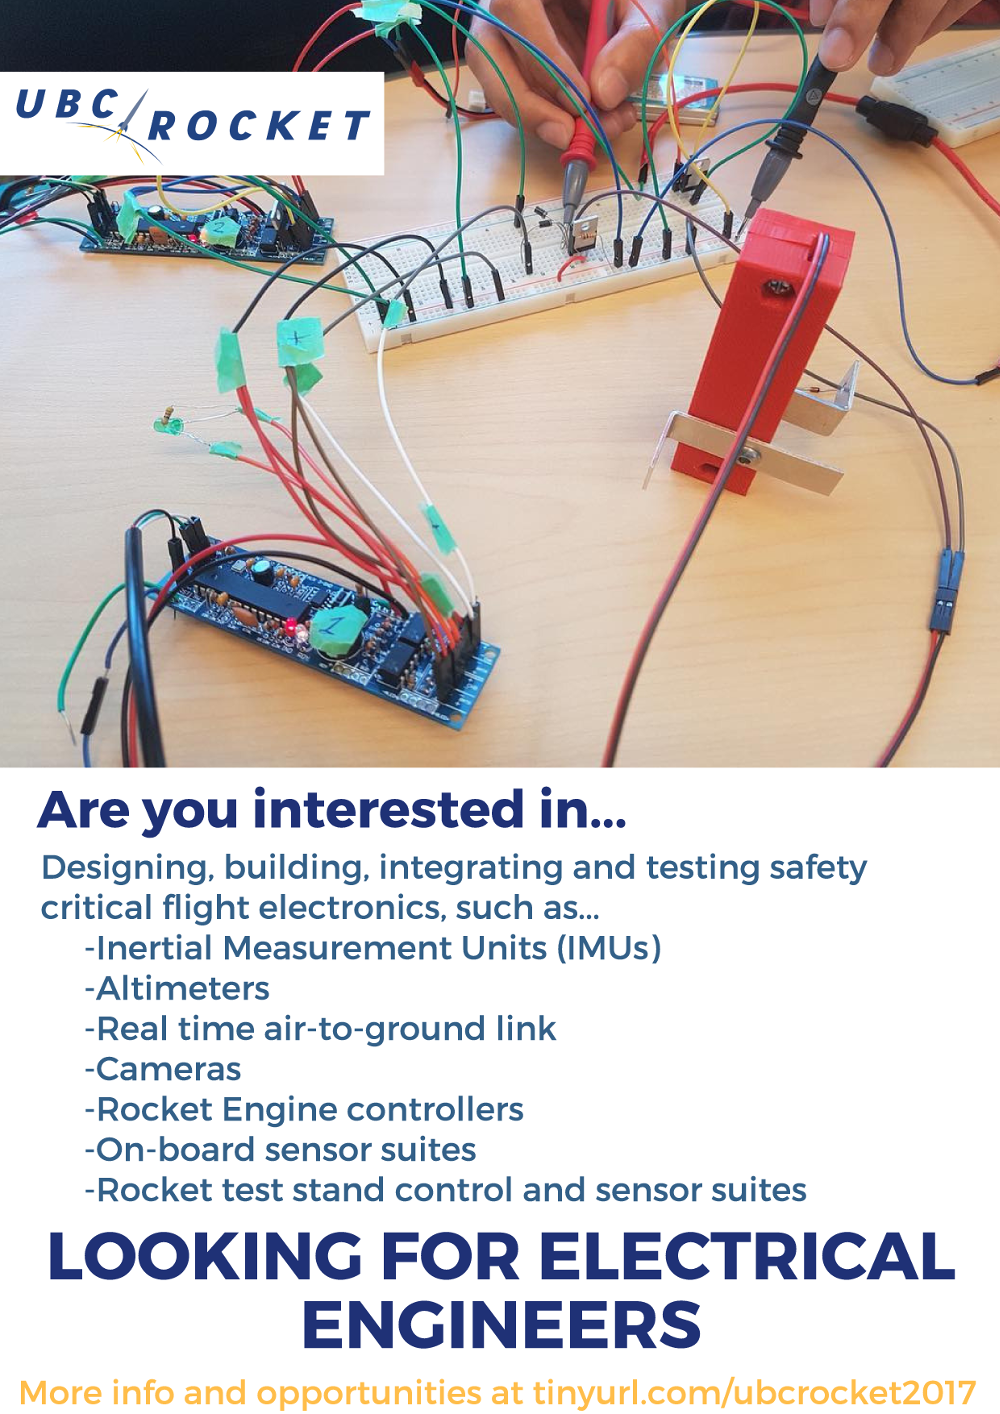 UBC ROCKET
2
+
1
Are you interested in...
Designing, building, integrating and testing safety
critical flight electronics, such as...
-Inertial Measurement Units (IMUs)
-Altimeters
-Real time air-to-ground link
-Cameras
-Rocket Engine controllers
-On-board sensor suites
-Rocket test stand control and sensor suites
LOOKING FOR ELECTRICAL
ENGINEERS
More info and opportunities at tinyurl.com/ubcrocket2017